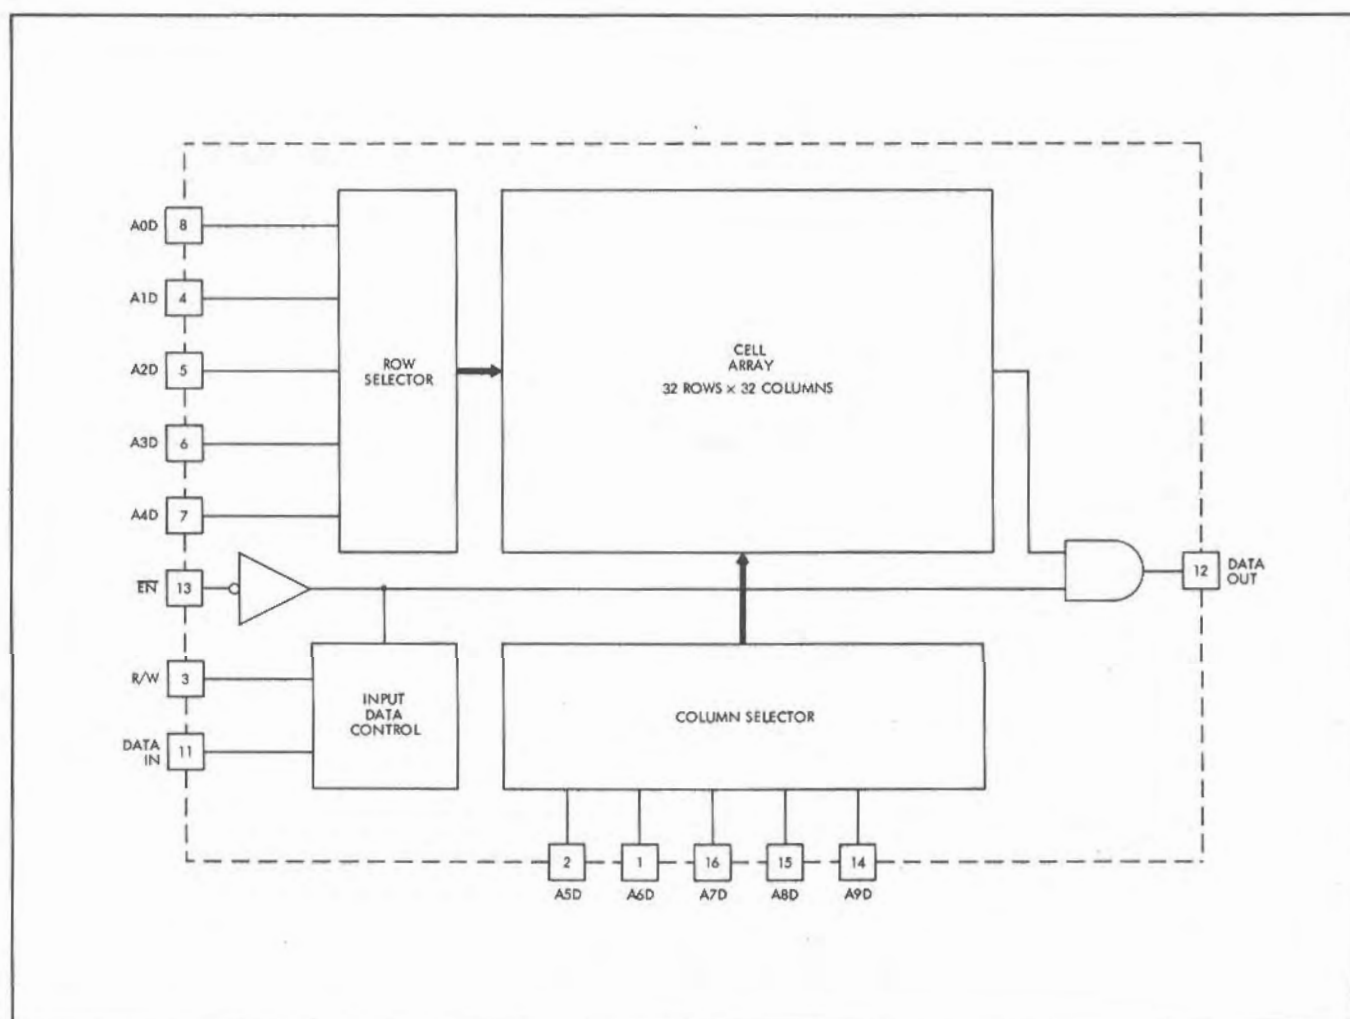 A0D 8
A1D 4
A2D 5
A3D 6
A4D 7
EN 13
R/W 3
DATA
IN 11
ROW
SELECTOR
CELL
ARRAY
32 ROWS × 32 COLUMNS
INPUT
DATA
CONTROL
COLUMN SELECTOR
12 DATA
OUT
2 1 16 15 14
A5D A6D A7D A8D A9D